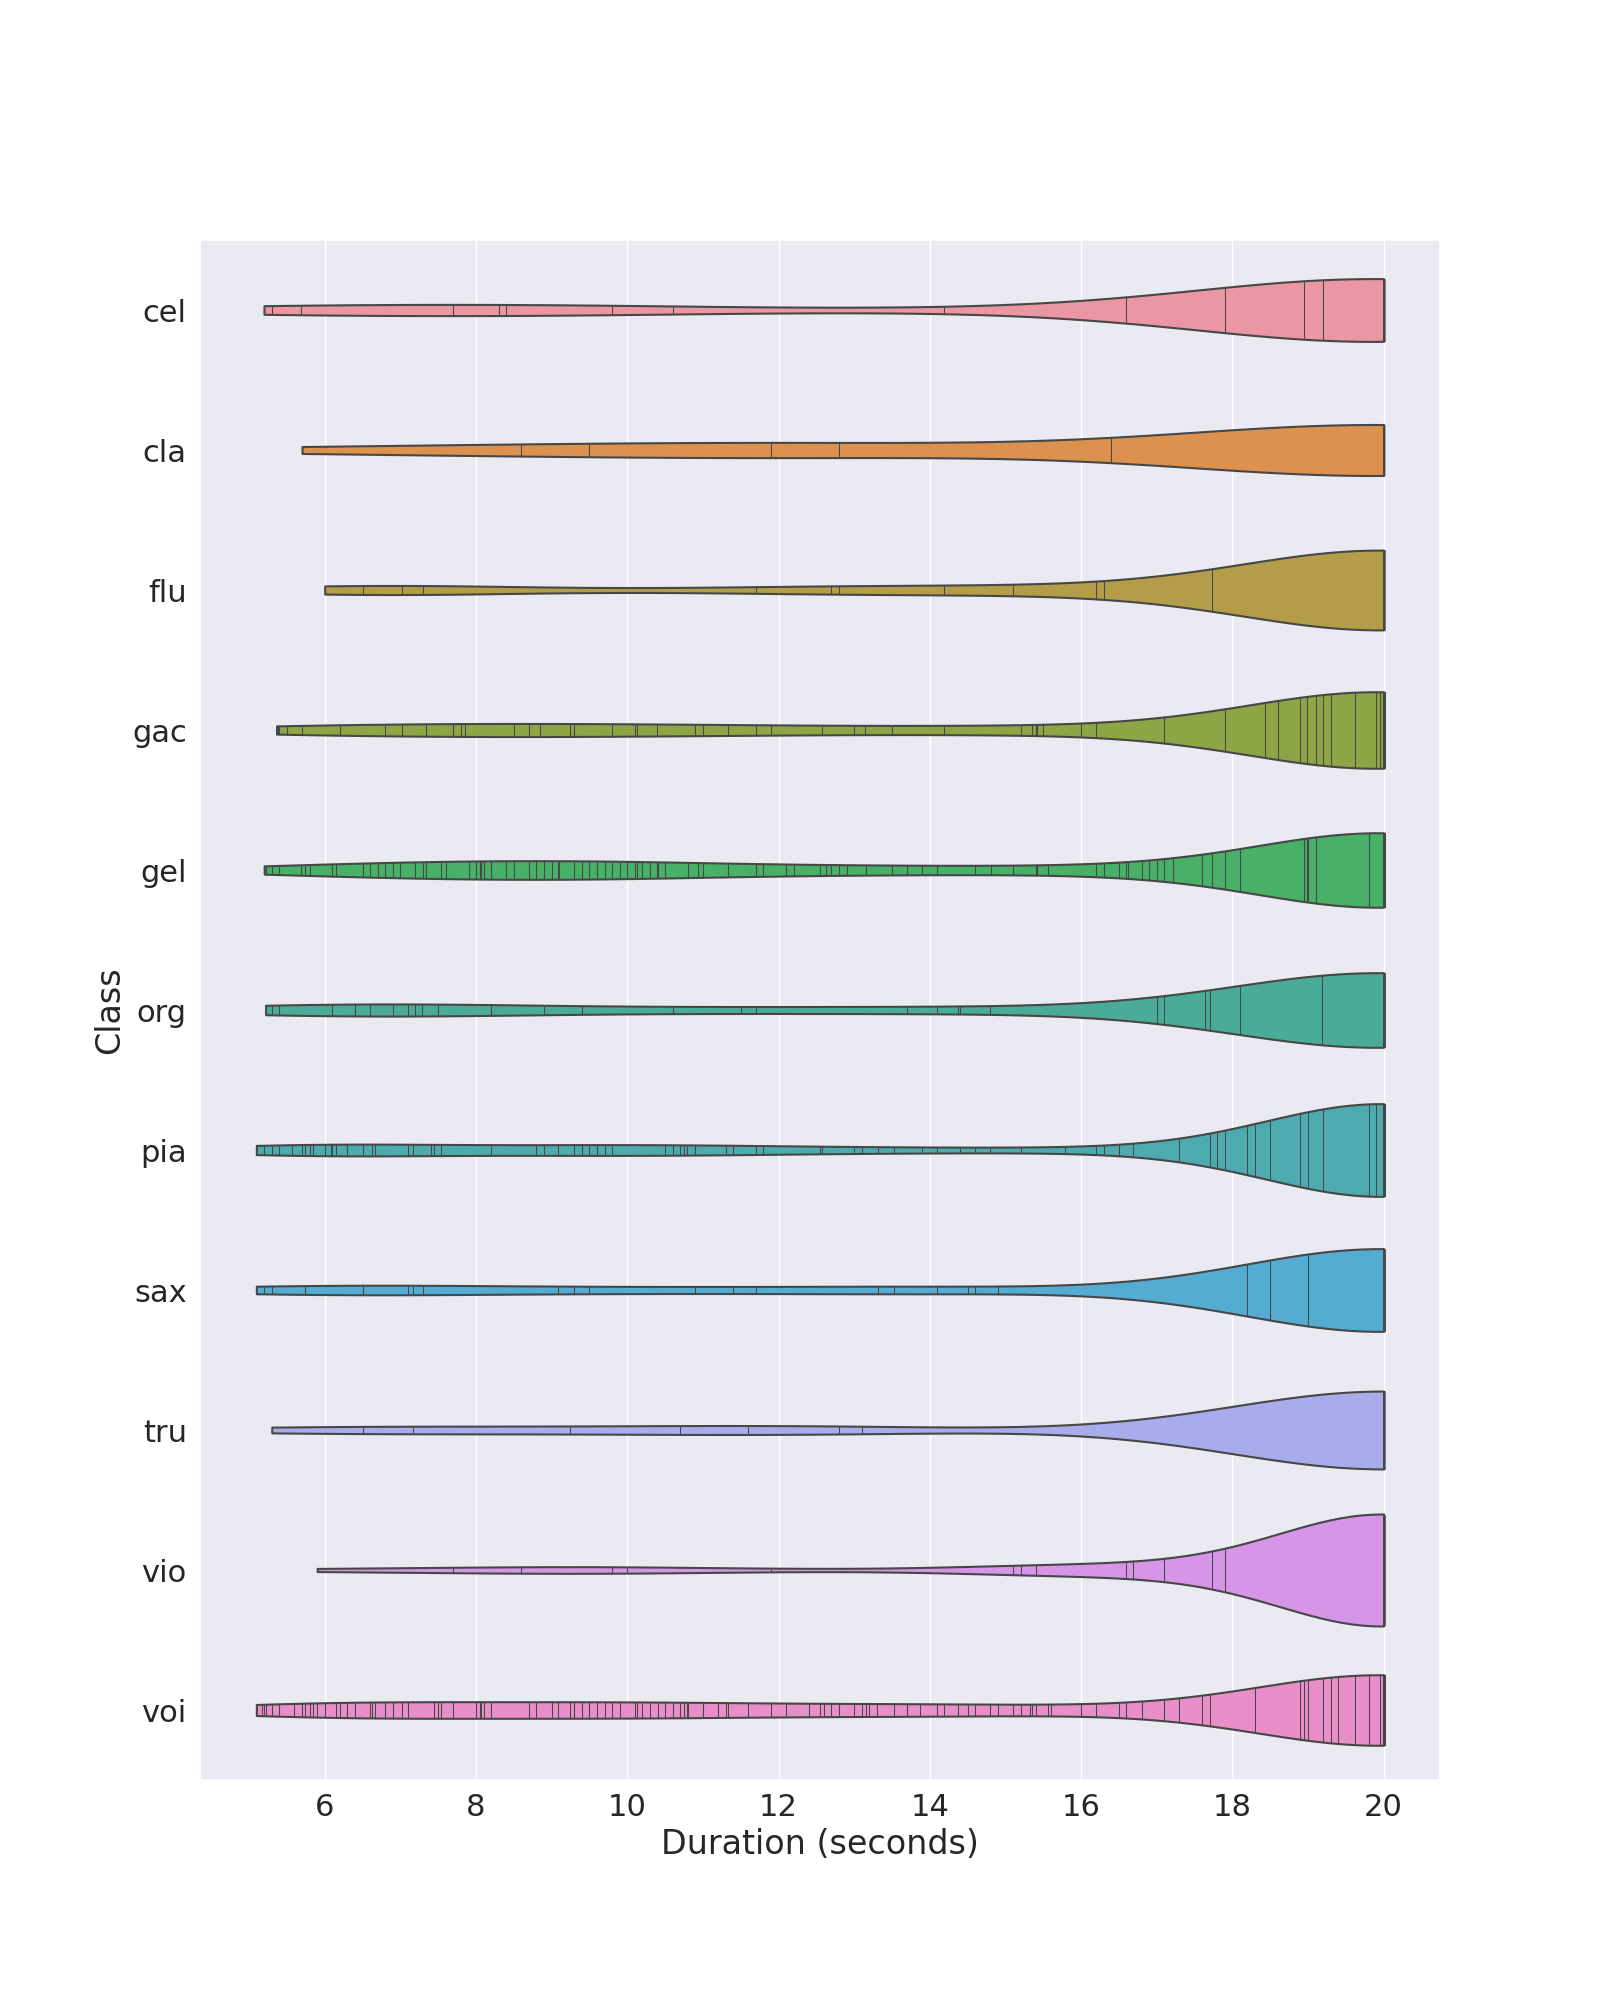 cel
cla
flu
gac
gel
org
pia
sax
tru
vio
voi
Class
6 8 10 12 14 16 18 20
Duration (seconds)